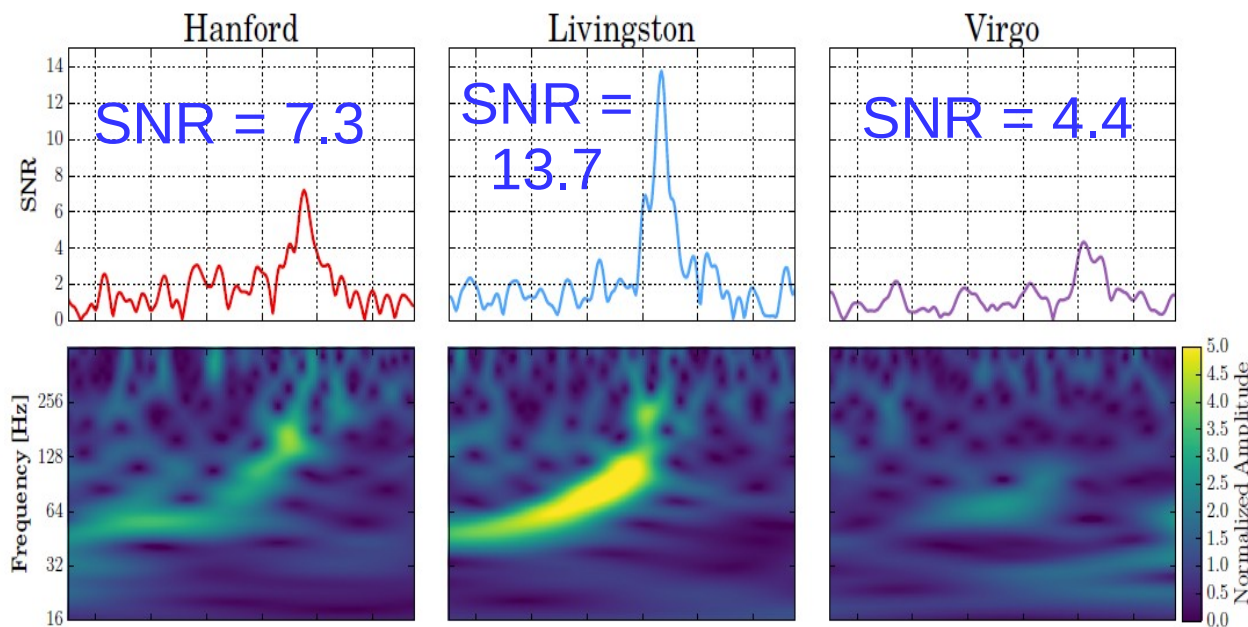 Hanford
Livingston
Virgo
SNR
14
12
10
8
6
4
2
0
SNR = 7.3
SNR =
13.7
SNR = 4.4
Frequency [Hz]
256
128
64
32
16
5.0
4.5
4.0
3.5
3.0
2.5
2.0
1.5
1.0
0.5
0.0
Normalized Amplitude